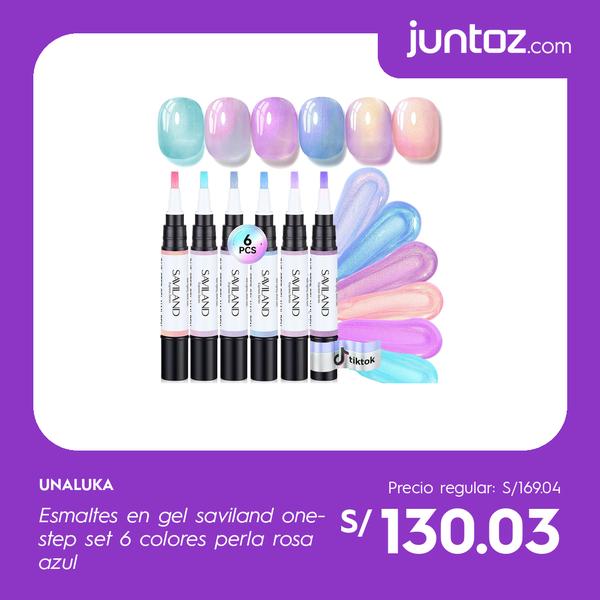 juntoz.com
6
PCS
SAVILAND
SAVILAND
SAVILAND
SAVILAND
SAVILAND
SAVILAND
tiktok
UNALUKA
Precio regular: S/169.04
Esmaltes en gel saviland one-
step set 6 colores perla rosa
azul
S/ 130.03